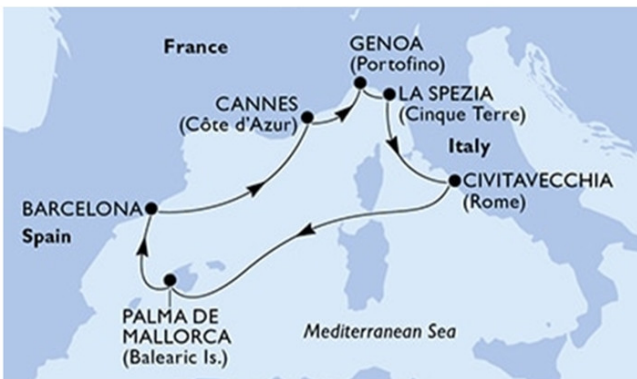 France
GENOA
(Portofino)
CANNES
(Côte d'Azur)
LA SPEZIA
(Cinque Terre)
Italy
BARCELONA
Spain
CIVITAVECCHIA
(Rome)
PALMA DE
MALLORCA
(Balearic Is.)
Mediterranean Sea